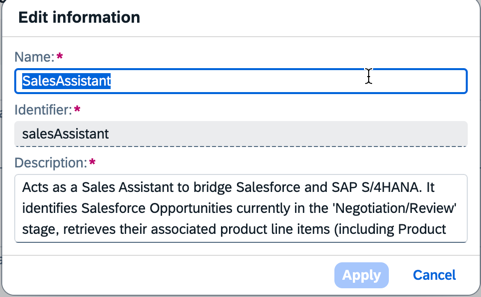 Edit information
Name:*
SalesAssistant
Identifier:*
salesAssistant
Description:*
Acts as a Sales Assistant to bridge Salesforce and SAP S/4HANA. It
identifies Salesforce Opportunities currently in the 'Negotiation/Review'
stage, retrieves their associated product line items (including Product
Apply Cancel